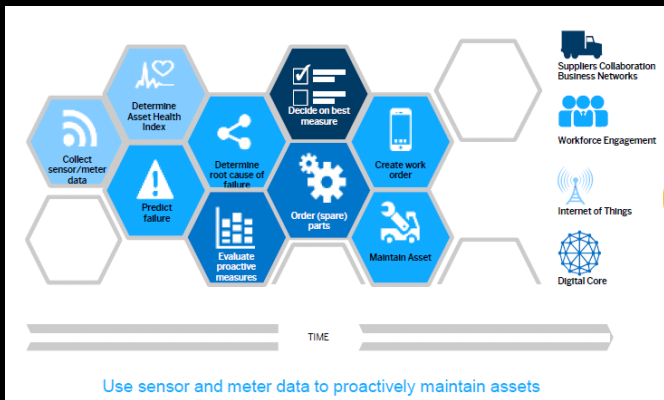 Collect
sensor/meter
data
Determine
Asset Health
Index
Predict
failure
Determine
root cause of
failure
Evaluate
proactive
measures
Decide on best
measure
Order (spare)
parts
Create work
order
Maintain Asset
Suppliers Collaboration
Business Networks
Workforce Engagement
Internet of Things
Digital Core
TIME
Use sensor and meter data to proactively maintain assets